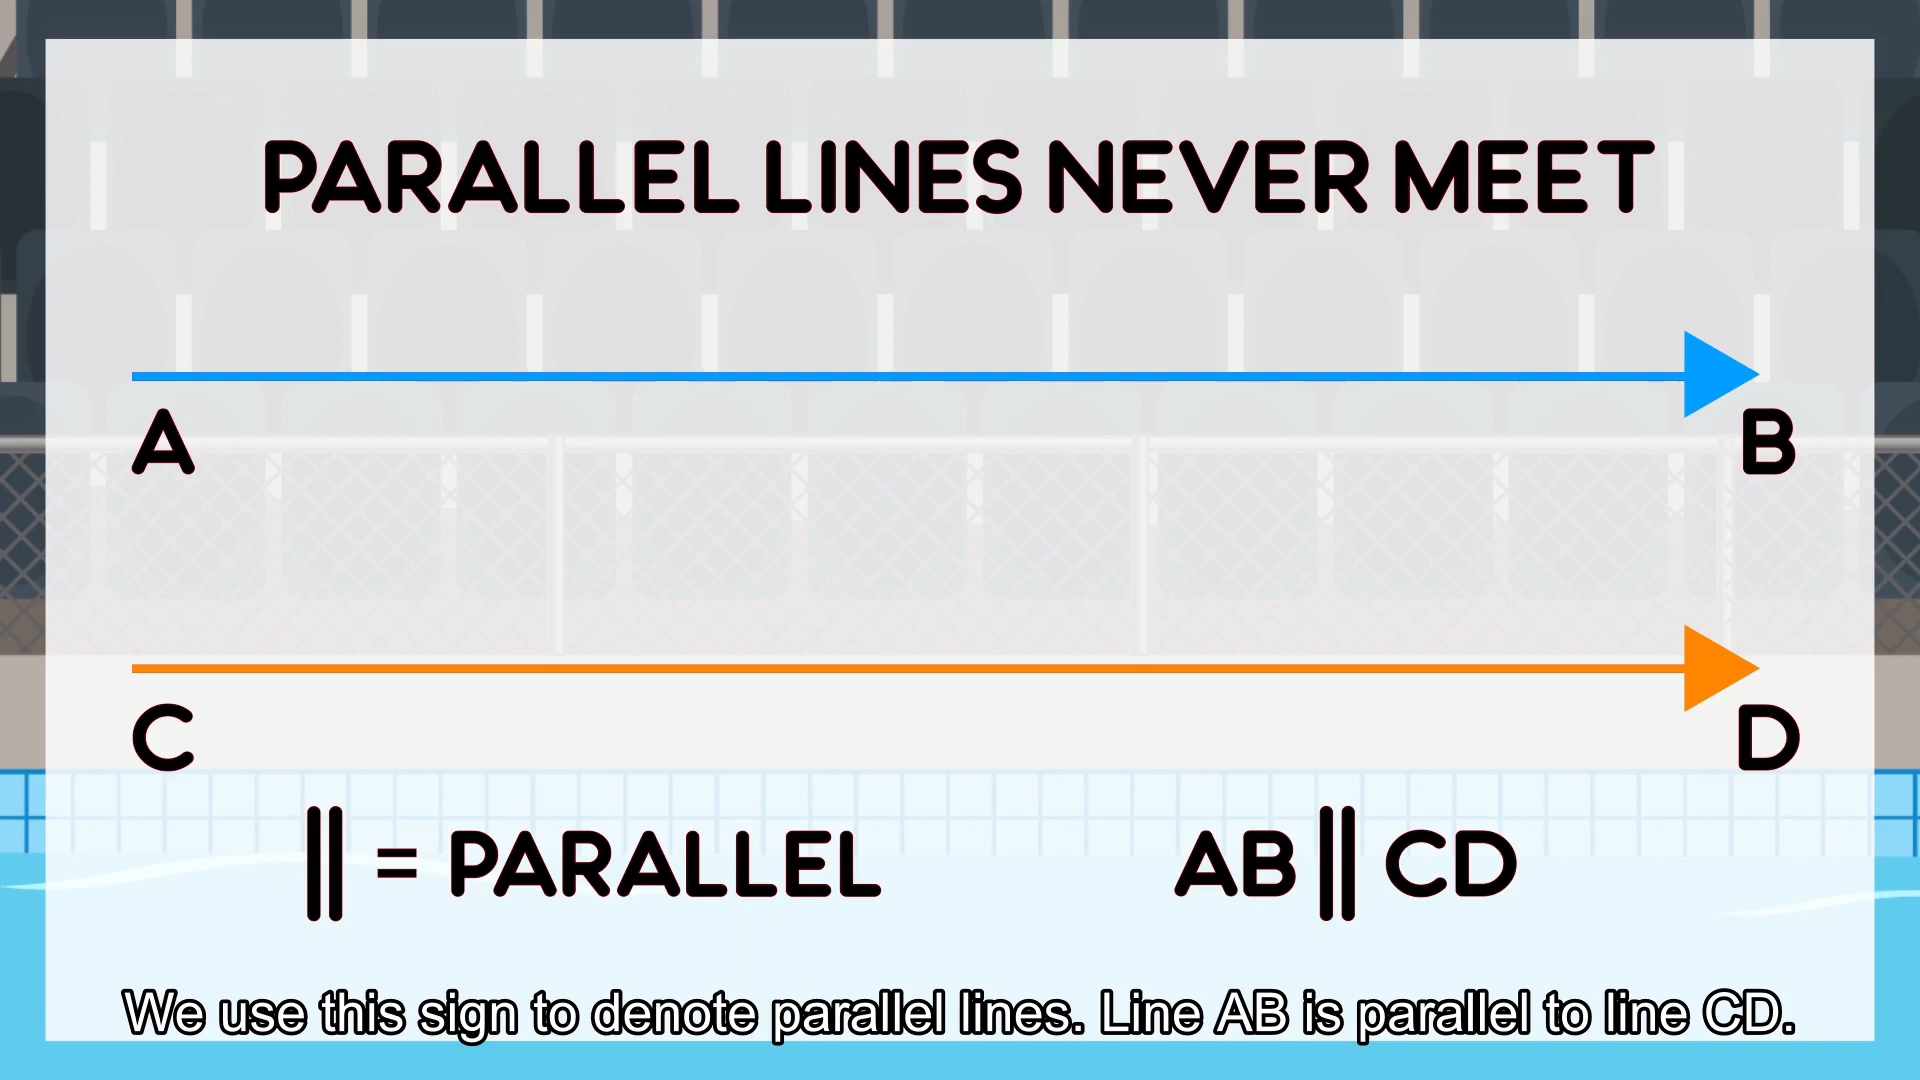 PARALLEL LINES NEVER MEET
A B
C D
|| = PARALLEL AB || CD
We use this sign to denote parallel lines. Line AB is parallel to line CD.